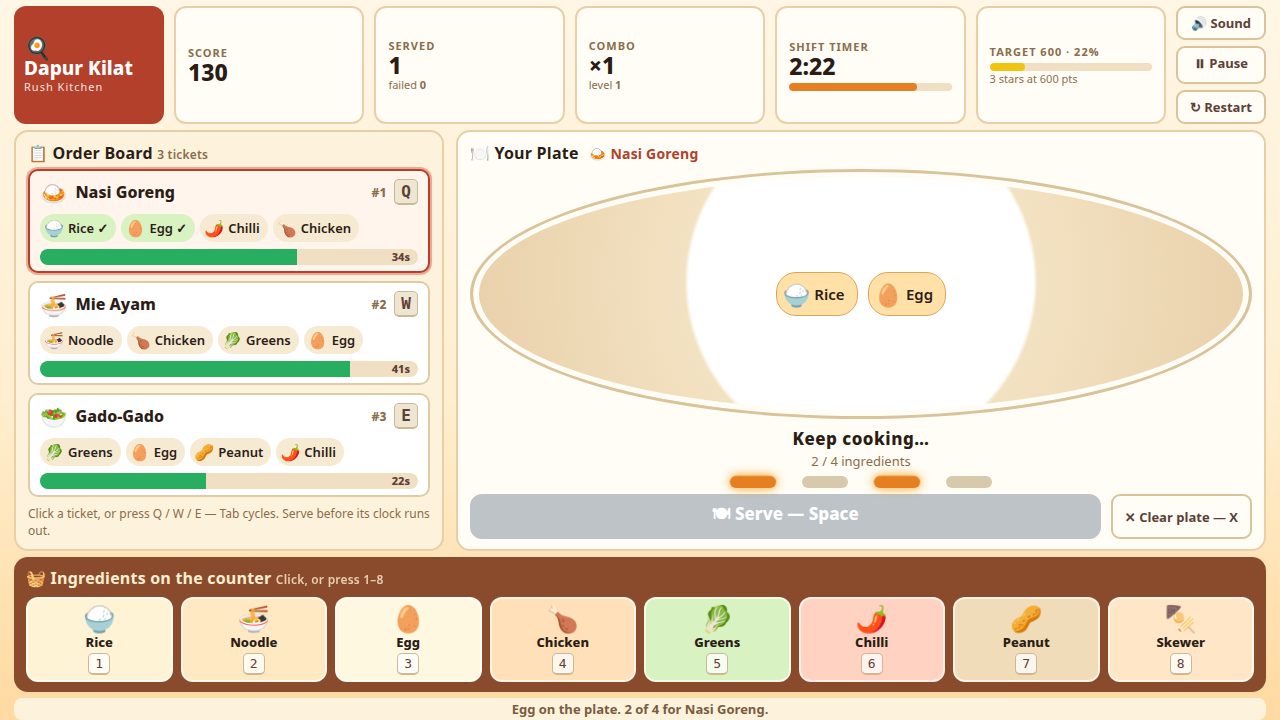 Dapur Kilat
Rush Kitchen
SCORE
130
SERVED
1
failed 0
COMBO
×1
level 1
SHIFT TIMER
2:22
TARGET 600 · 22%
3 stars at 600 pts
🔊 Sound
⏸ Pause
↻ Restart
📋 Order Board 3 tickets
Nasi Goreng #1 Q
Rice ✓ Egg ✓ Chilli Chicken
34s
Mie Ayam #2 W
Noodle Chicken Greens Egg
41s
Gado-Gado #3 E
Greens Egg Peanut Chilli
22s
Click a ticket, or press Q / W / E — Tab cycles. Serve before its clock runs
out.
🍽️ Your Plate Nasi Goreng
Rice Egg
Keep cooking…
2 / 4 ingredients
🍽 Serve — Space
✕ Clear plate — X
🧺 Ingredients on the counter Click, or press 1–8
Rice
1
Noodle
2
Egg
3
Chicken
4
Greens
5
Chilli
6
Peanut
7
Skewer
8
Egg on the plate. 2 of 4 for Nasi Goreng.